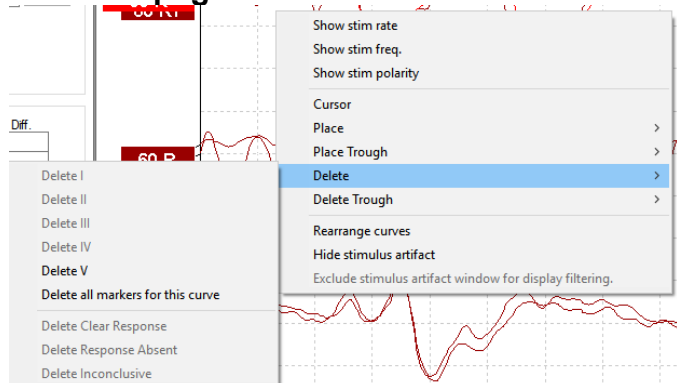 Show stim rate
Show stim freq.
Show stim polarity
Cursor
Place
Place Trough
Delete
Delete Trough
Rearrange curves
Hide stimulus artifact
Exclude stimulus artifact window for display filtering.
Diff.
60 R
Delete I
Delete II
Delete III
Delete IV
Delete V
Delete all markers for this curve
Delete Clear Response
Delete Response Absent
Delete Inconclusive